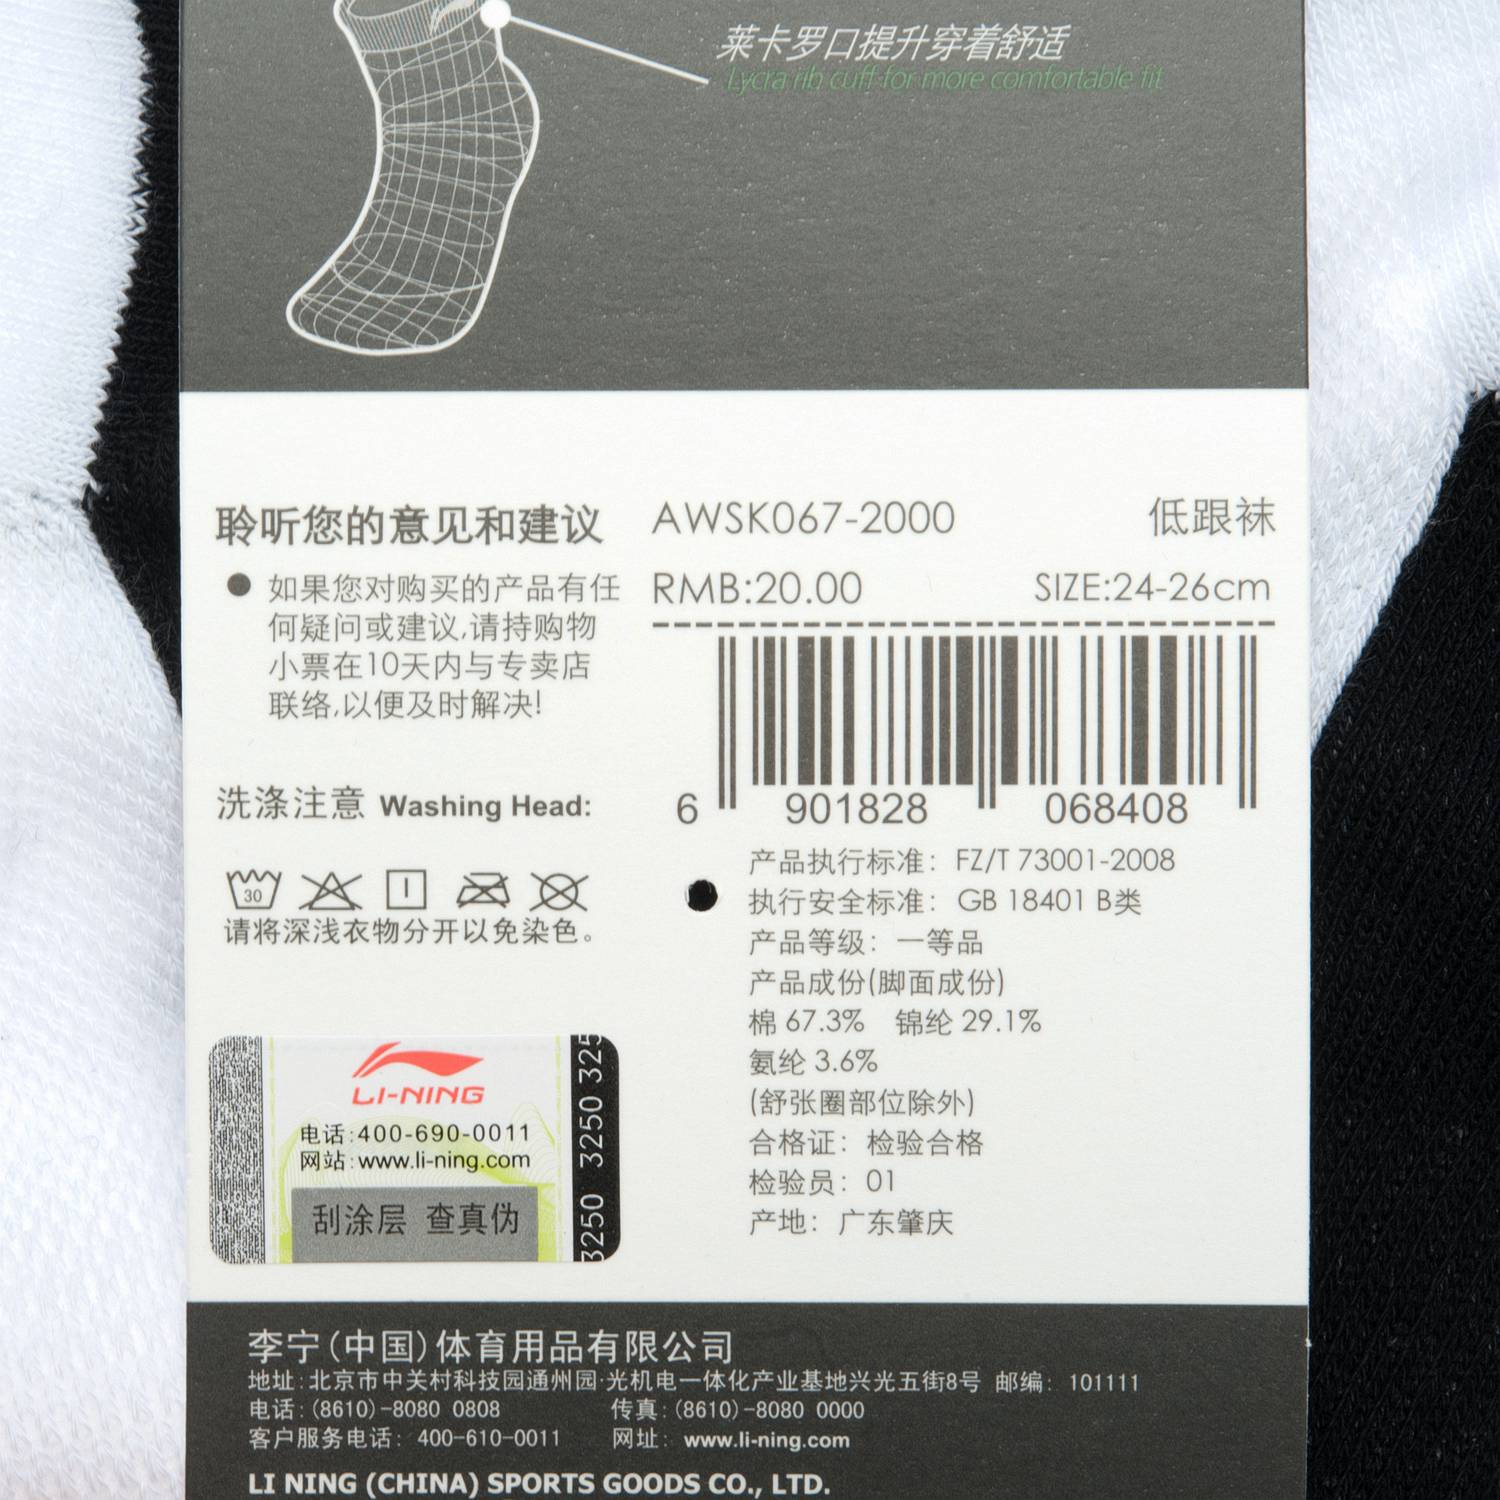 莱卡罗口提升穿着舒适
Lycra rib cuff for more comfortable fit
聆听您的意见和建议
● 如果您对购买的产品有任
何疑问或建议,请持购物
小票在10天内与专卖店
联络,以便及时解决!
洗涤注意 Washing Head:
30
请将深浅衣物分开以免染色。
AWSK067-2000 低跟袜
RMB:20.00 SIZE:24-26cm
6 901828 068408
产品执行标准：FZ/T 73001-2008
执行安全标准：GB 18401 B类
产品等级：一等品
产品成份(脚面成份)
棉 67.3% 锦纶 29.1%
氨纶 3.6%
(舒张圈部位除外)
合格证：检验合格
检验员：01
产地：广东肇庆
LI-NING
电话:400-690-0011
网站:www.li-ning.com
刮涂层 查真伪
3250 3250 325
李宁(中国)体育用品有限公司
地址:北京市中关村科技园通州园·光机电一体化产业基地兴光五街8号 邮编: 101111
电话:(8610)-8080 0808 传真:(8610)-8080 0000
客户服务电话: 400-610-0011 网址: www.li-ning.com
LI NING (CHINA) SPORTS GOODS CO., LTD.